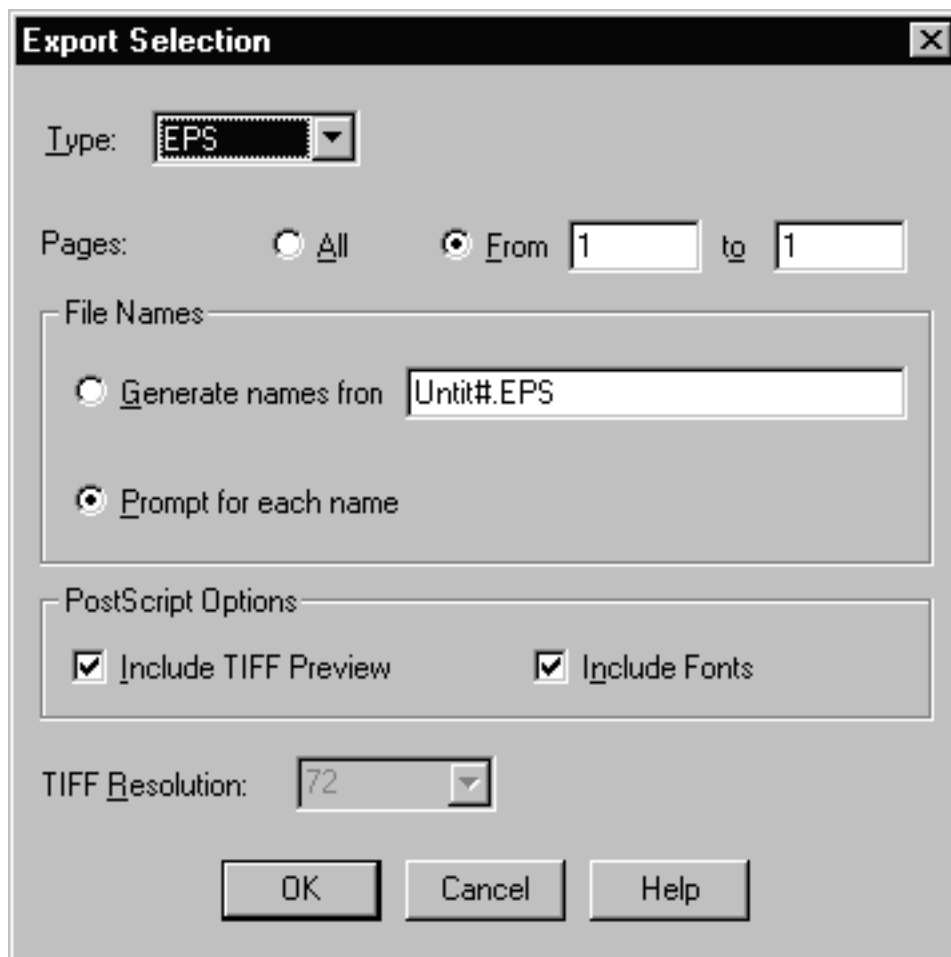 Export Selection
Type: EPS
Pages: All From 1 to 1
File Names
Generate names fron Untit#.EPS
Prompt for each name
PostScript Options
Include TIFF Preview Include Fonts
TIFF Resolution: 72
OK Cancel Help